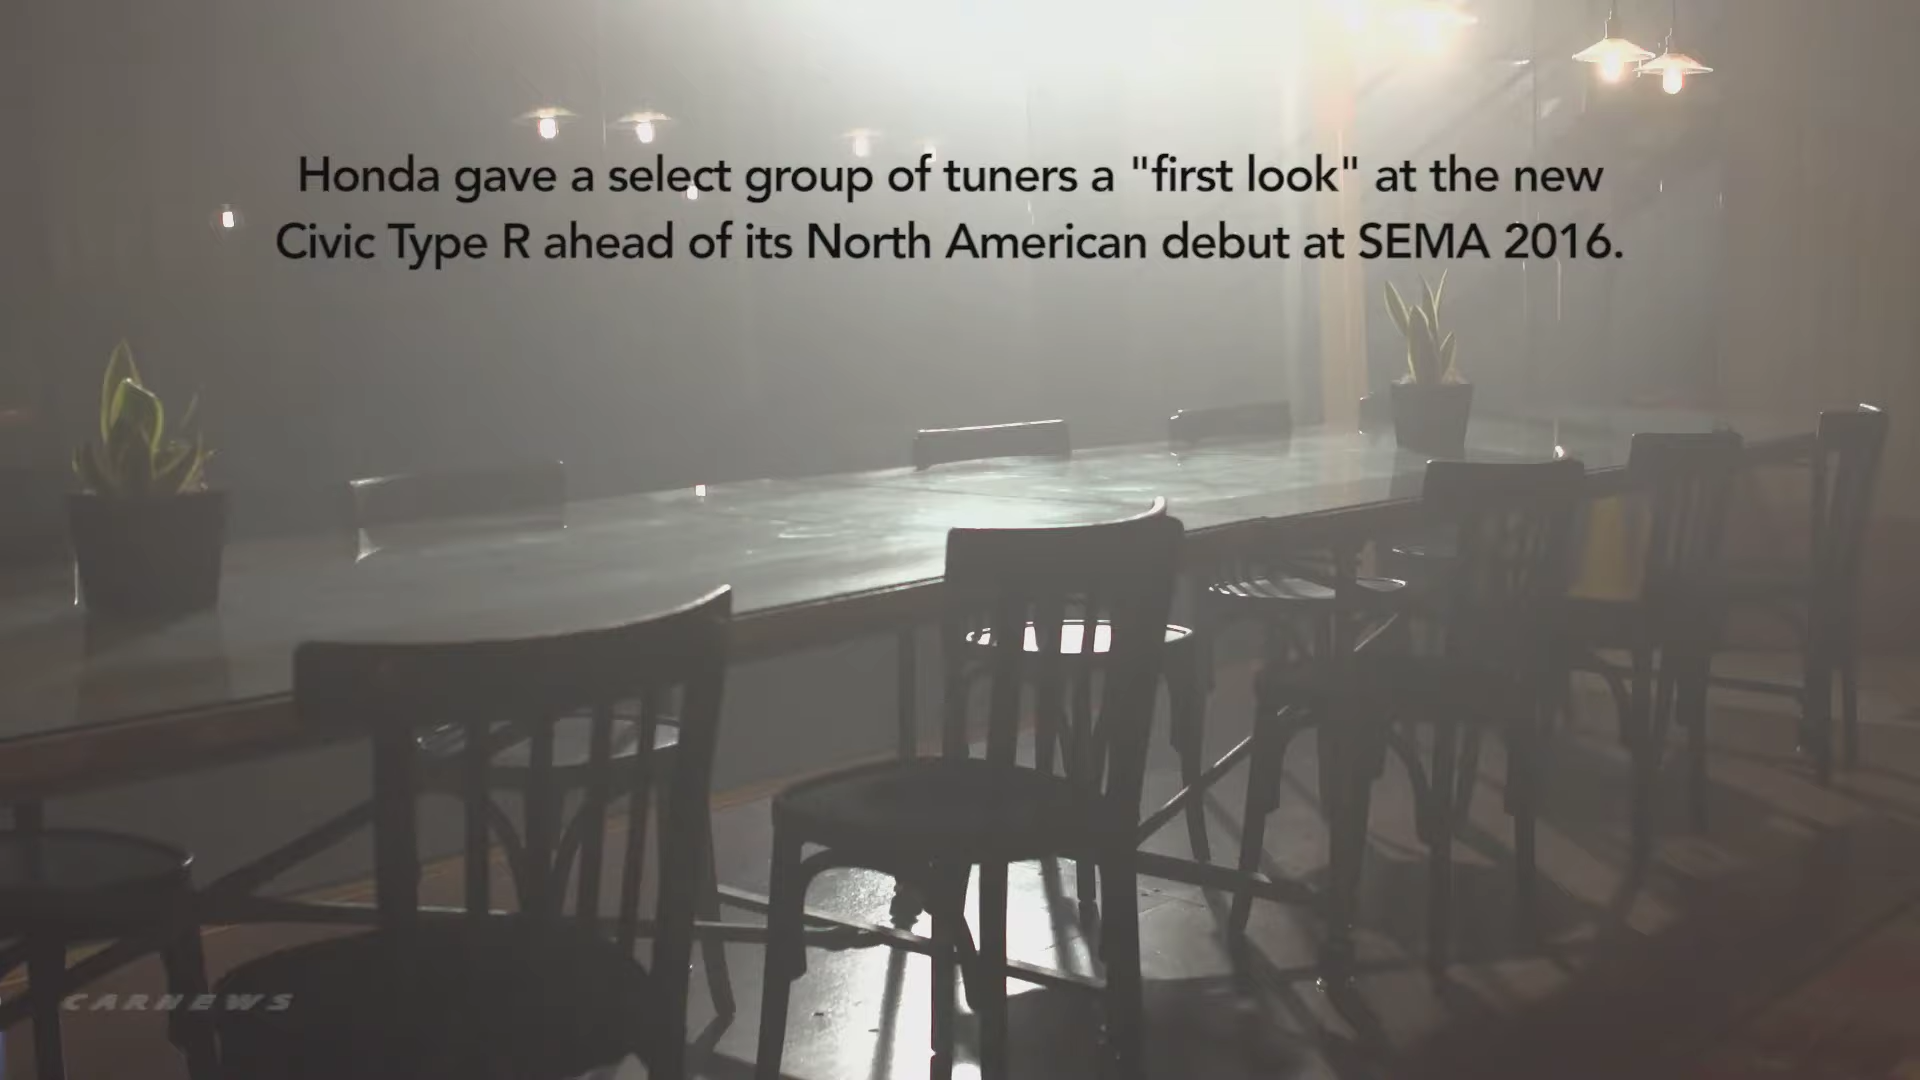 Honda gave a select group of tuners a "first look" at the new
Civic Type R ahead of its North American debut at SEMA 2016.
CARNEWS